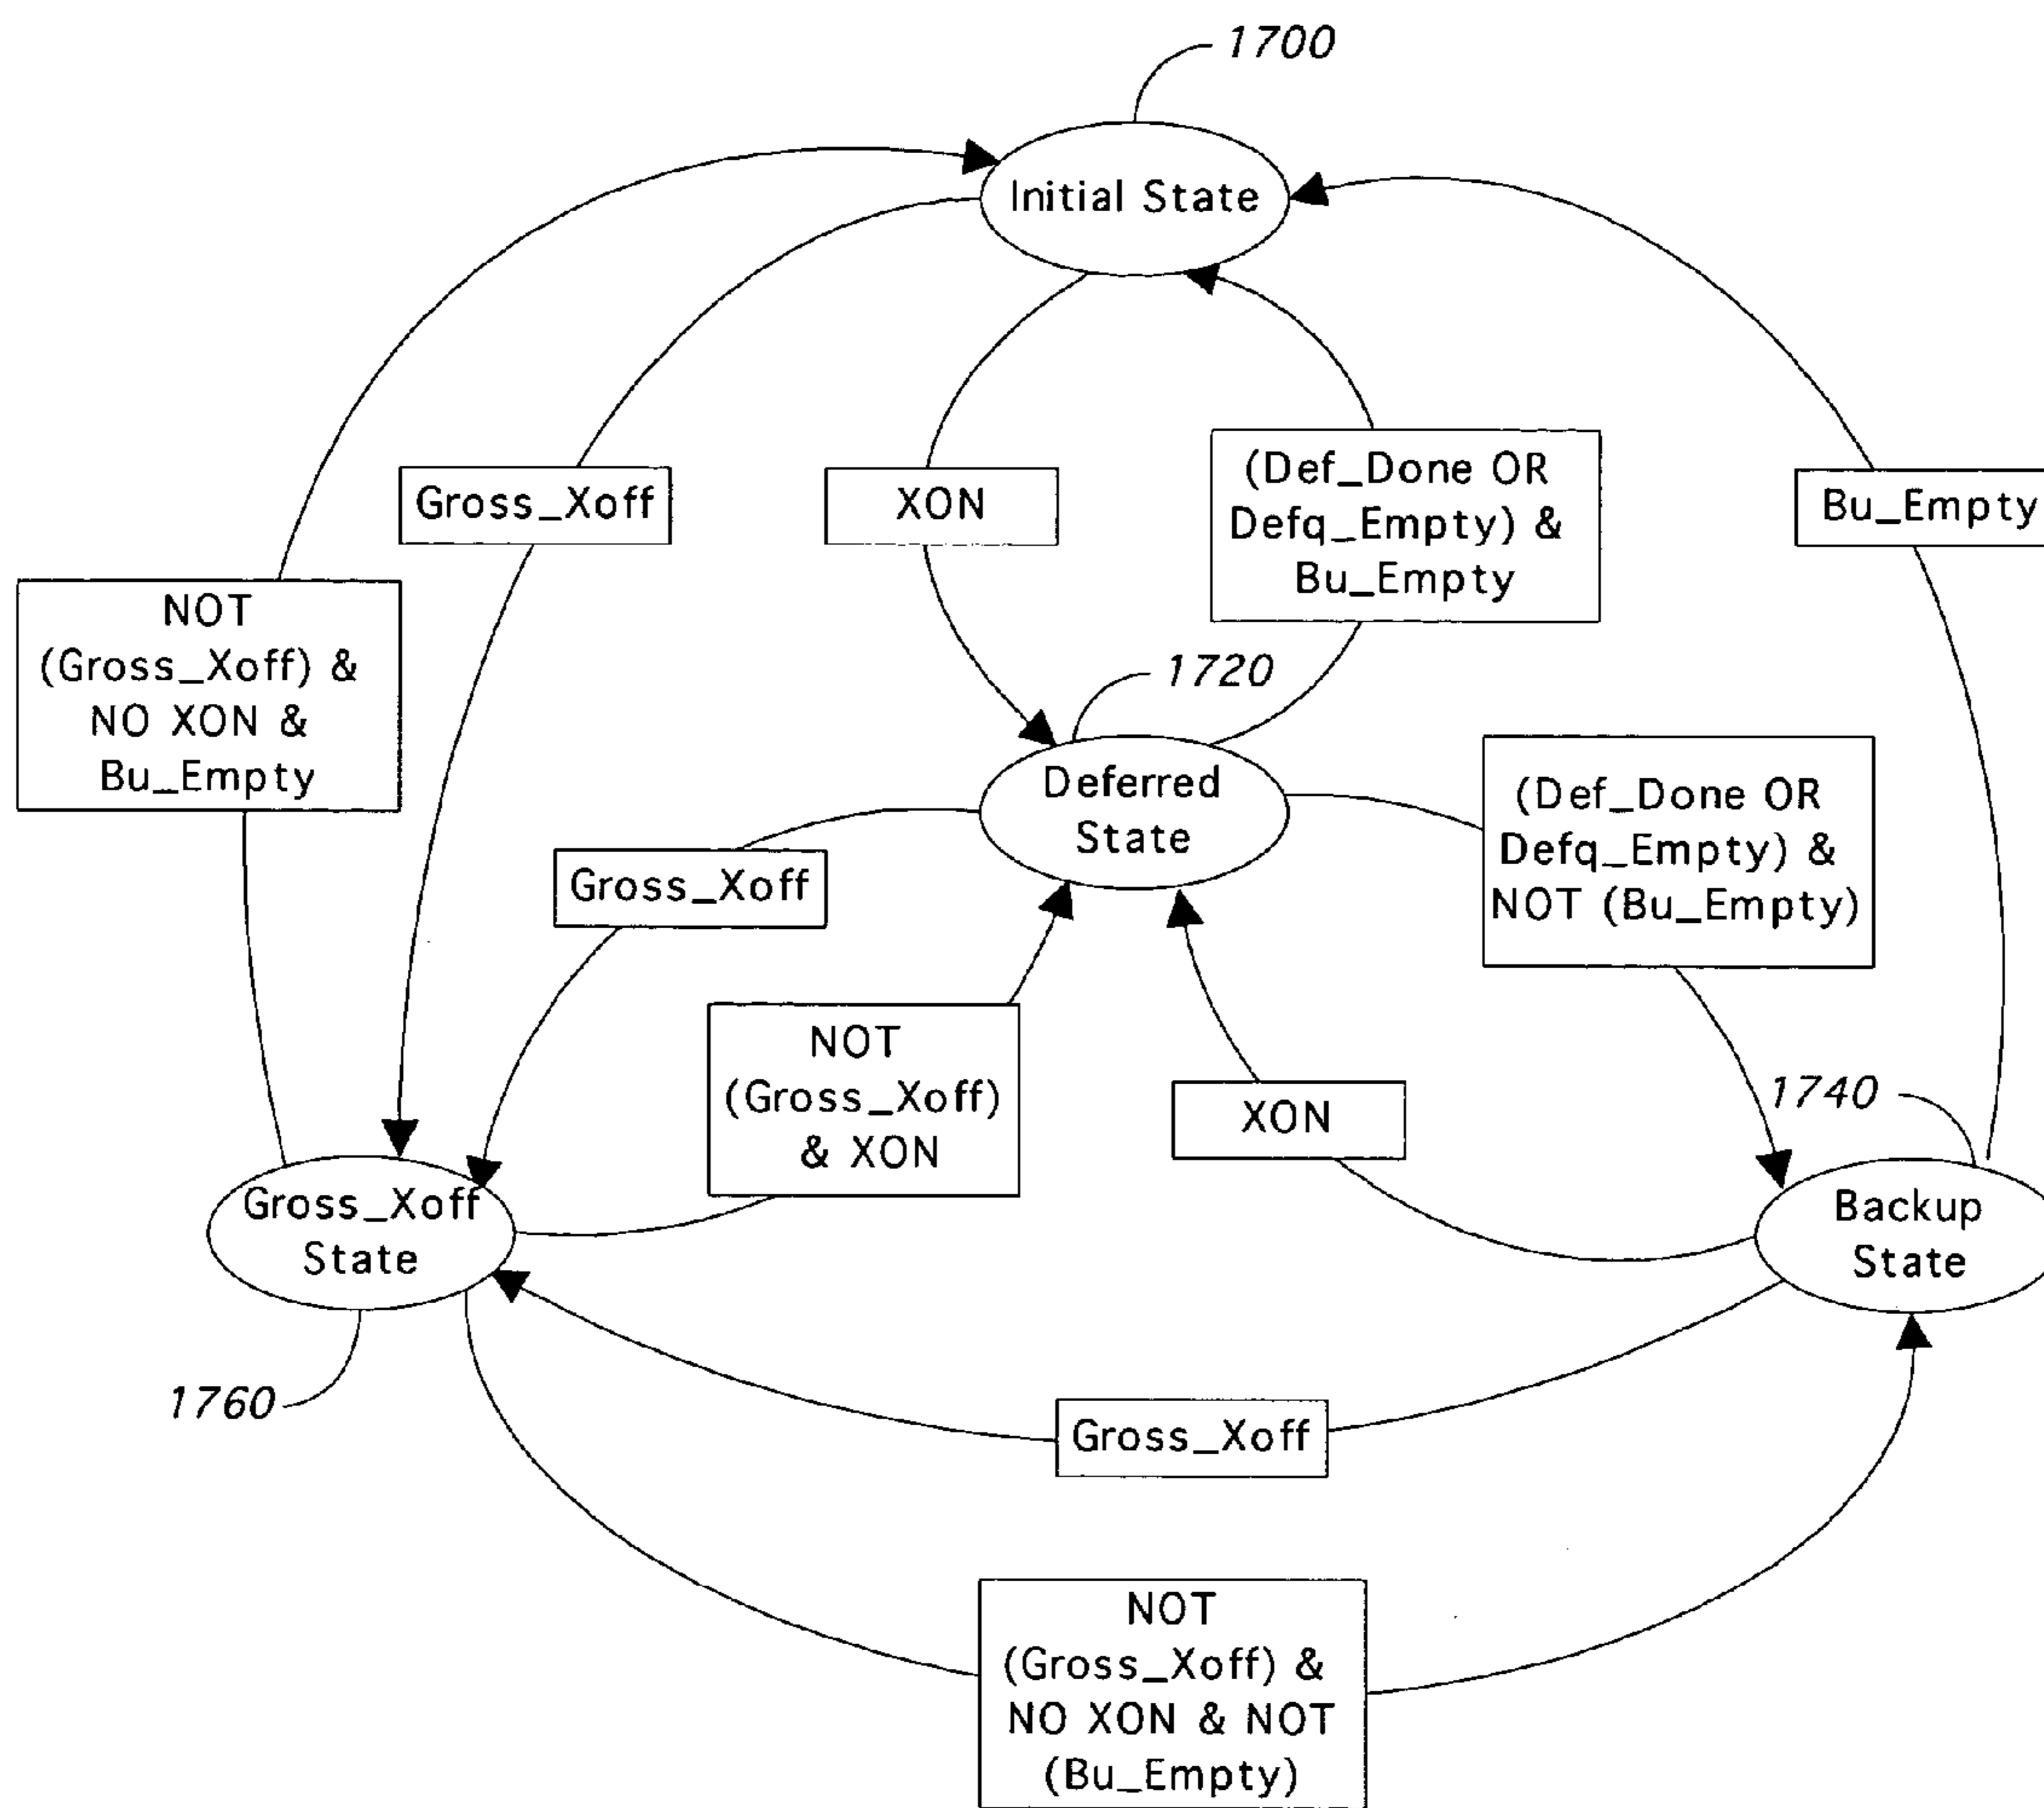 1700
Initial State
Gross_Xoff
XON
(Def_Done OR
Defq_Empty) &
Bu_Empty
Bu_Empty
NOT
(Gross_Xoff) &
NO XON &
Bu_Empty
1720
Deferred
State
(Def_Done OR
Defq_Empty) &
NOT (Bu_Empty)
Gross_Xoff
NOT
(Gross_Xoff)
& XON
XON
1740
Gross_Xoff
State
Backup
State
1760
Gross_Xoff
NOT
(Gross_Xoff) &
NO XON & NOT
(Bu_Empty)